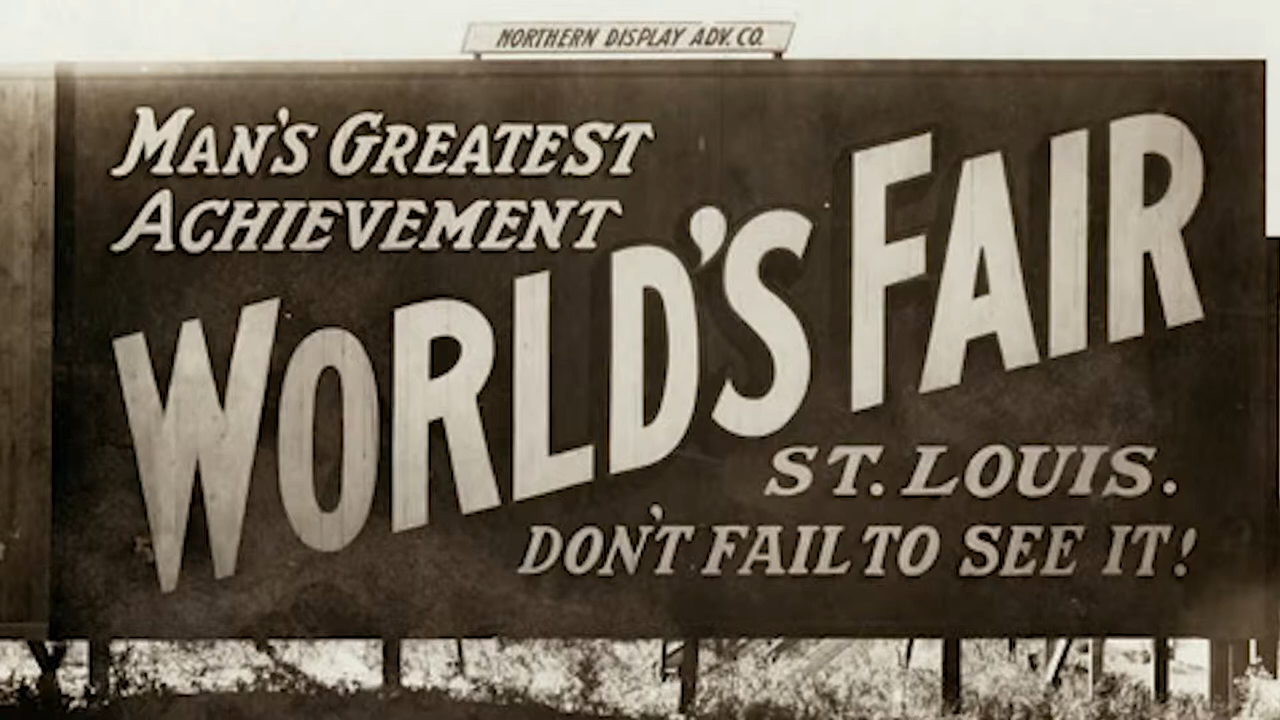 NORTHERN DISPLAY ADV. CO.
MAN'S GREATEST
ACHIEVEMENT
WORLD'S FAIR
ST. LOUIS.
DON'T FAIL TO SEE IT!